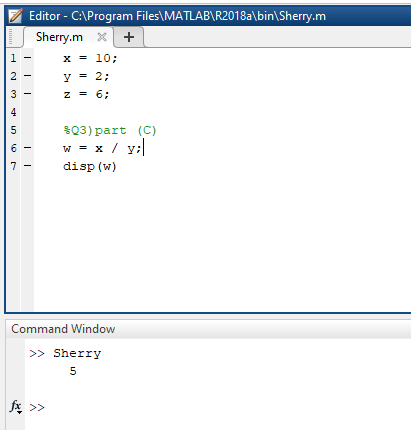 Editor - C:\Program Files\MATLAB\R2018a\bin\Sherry.m
Sherry.m × +
1 - x = 10;
2 - y = 2;
3 - z = 6;
4
5 %Q3)part (C)
6 - w = x / y;
7 - disp(w)
Command Window
>> Sherry
5
fx >>